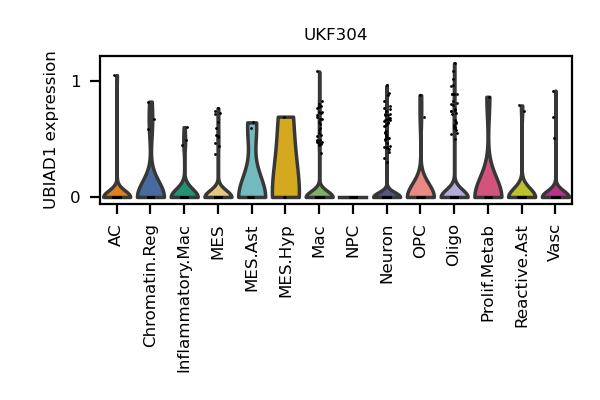 UKF304
UBIAD1 expression
1
0
AC
Chromatin.Reg
Inflammatory.Mac
MES
MES.Ast
MES.Hyp
Mac
NPC
Neuron
OPC
Oligo
Prolif.Metab
Reactive.Ast
Vasc